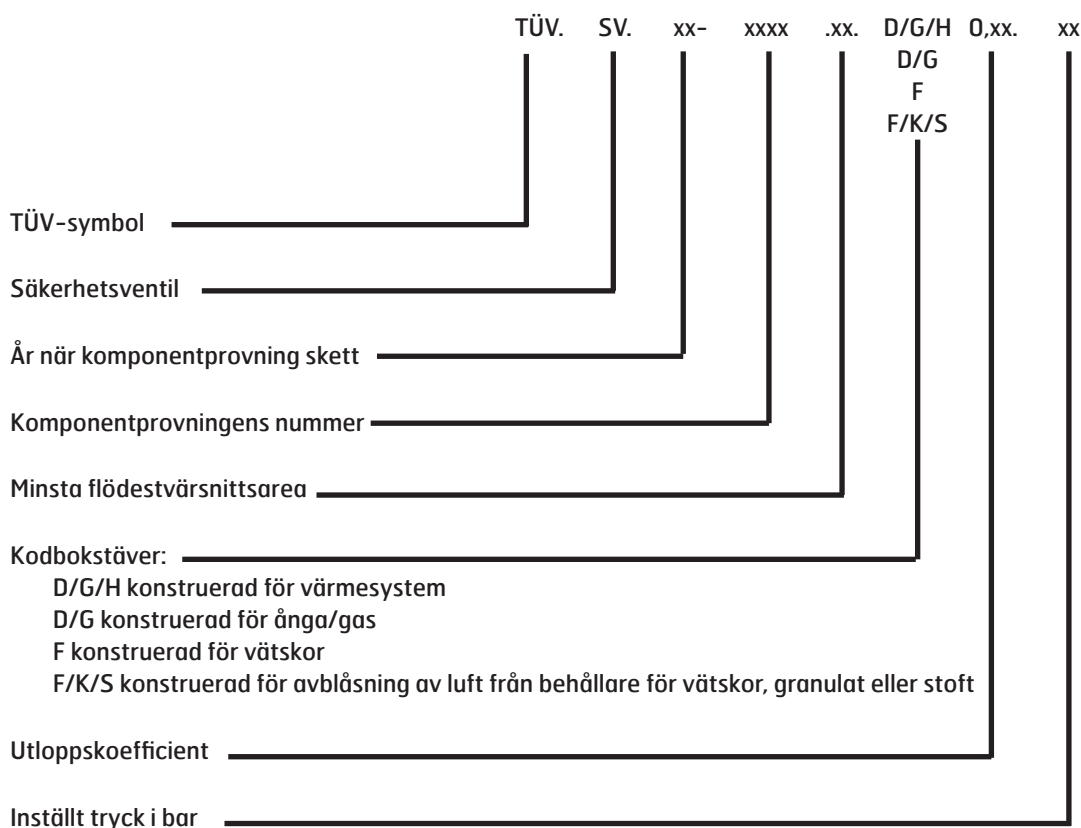 TÜV. SV. xx- xxxx .xx. D/G/H 0,xx. xx
D/G
F
F/K/S
TÜV-symbol
Säkerhetsventil
År när komponentprovning skett
Komponentprovningens nummer
Minsta flödestvärsnittsarea
Kodbokstäver:
D/G/H konstruerad för värmesystem
D/G konstruerad för ånga/gas
F konstruerad för vätskor
F/K/S konstruerad för avblåsning av luft från behållare för vätskor, granulat eller stoft
Utloppskoefficient
Inställt tryck i bar